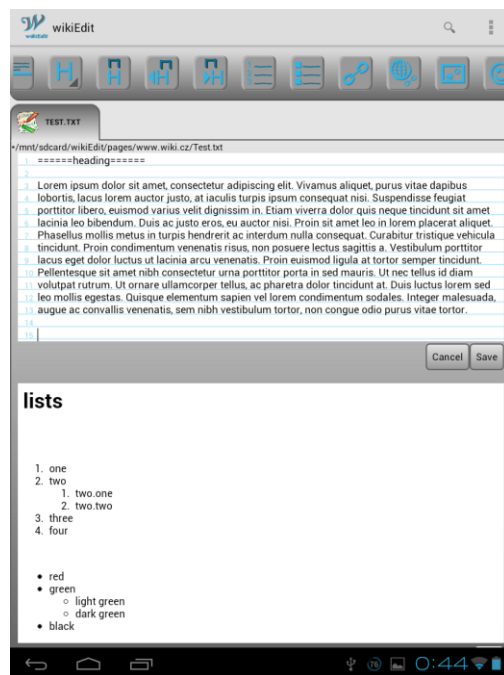 wikiEdit
TEST.TXT
/mnt/sdcard/wikiEdit/pages/www.wiki.cz/Test.txt
1 ======heading======
2
3 Lorem ipsum dolor sit amet, consectetur adipiscing elit. Vivamus aliquet, purus vitae dapibus
4 lobortis, lacus lorem auctor justo, at iaculis turpis ipsum consequat nisi. Suspendisse feugiat
5 porttitor libero, euismod varius velit dignissim in. Etiam viverra dolor quis neque tincidunt sit amet
6 lacinia leo bibendum. Duis ac justo eros, eu auctor nisi. Proin sit amet leo in lorem placerat aliquet.
7 Phasellus mollis metus in turpis hendrerit ac interdum nulla consequat. Curabitur tristique vehicula
8 tincidunt. Proin condimentum venenatis risus, non posuere lectus sagittis a. Vestibulum porttitor
9 lacus eget dolor luctus ut lacinia arcu venenatis. Proin euismod ligula at tortor semper tincidunt.
10 Pellentesque sit amet nibh consectetur urna porttitor porta in sed mauris. Ut nec tellus id diam
11 volutpat rutrum. Ut ornare ullamcorper tellus, ac pharetra dolor tincidunt at. Duis luctus lorem sed
12 leo mollis egestas. Quisque elementum sapien vel lorem condimentum sodales. Integer malesuada,
13 augue ac convallis venenatis, sem nibh vestibulum tortor, non congue odio purus vitae tortor.
14
15
Cancel Save
lists
1. one
2. two
1. two.one
2. two.two
3. three
4. four
• red
• green
○ light green
○ dark green
• black
76 0:44